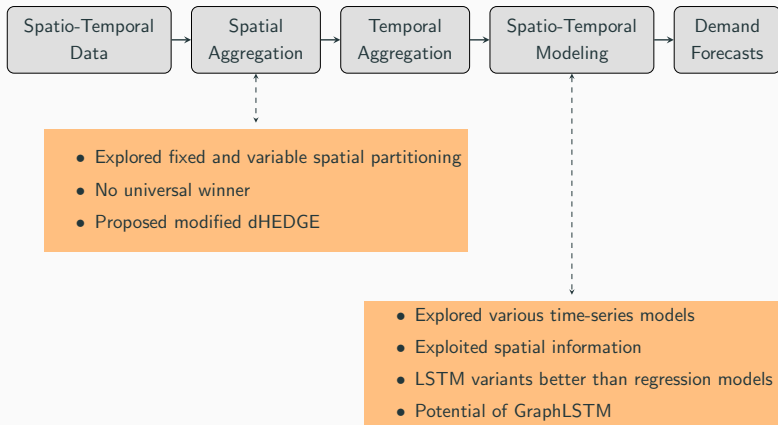 Spatio-Temporal
Data
Spatial
Aggregation
Temporal
Aggregation
Spatio-Temporal
Modeling
Demand
Forecasts
• Explored fixed and variable spatial partitioning
• No universal winner
• Proposed modified dHEDGE
• Explored various time-series models
• Exploited spatial information
• LSTM variants better than regression models
• Potential of GraphLSTM